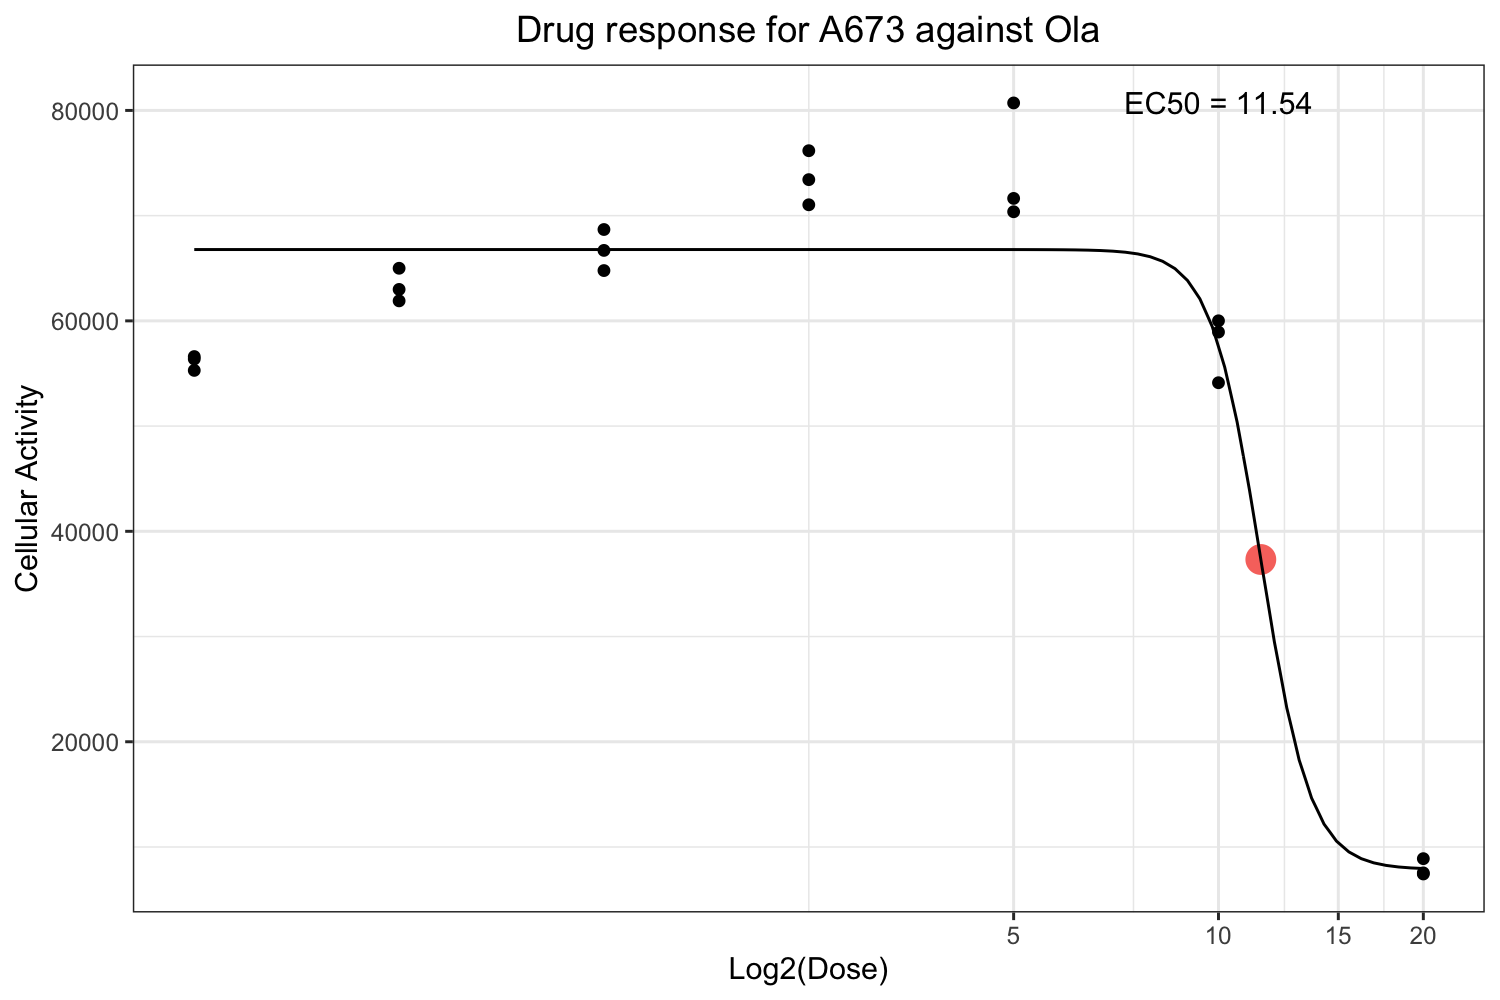 Drug response for A673 against Ola
EC50 = 11.54
80000
60000
40000
20000
Cellular Activity
5 10 15 20
Log2(Dose)